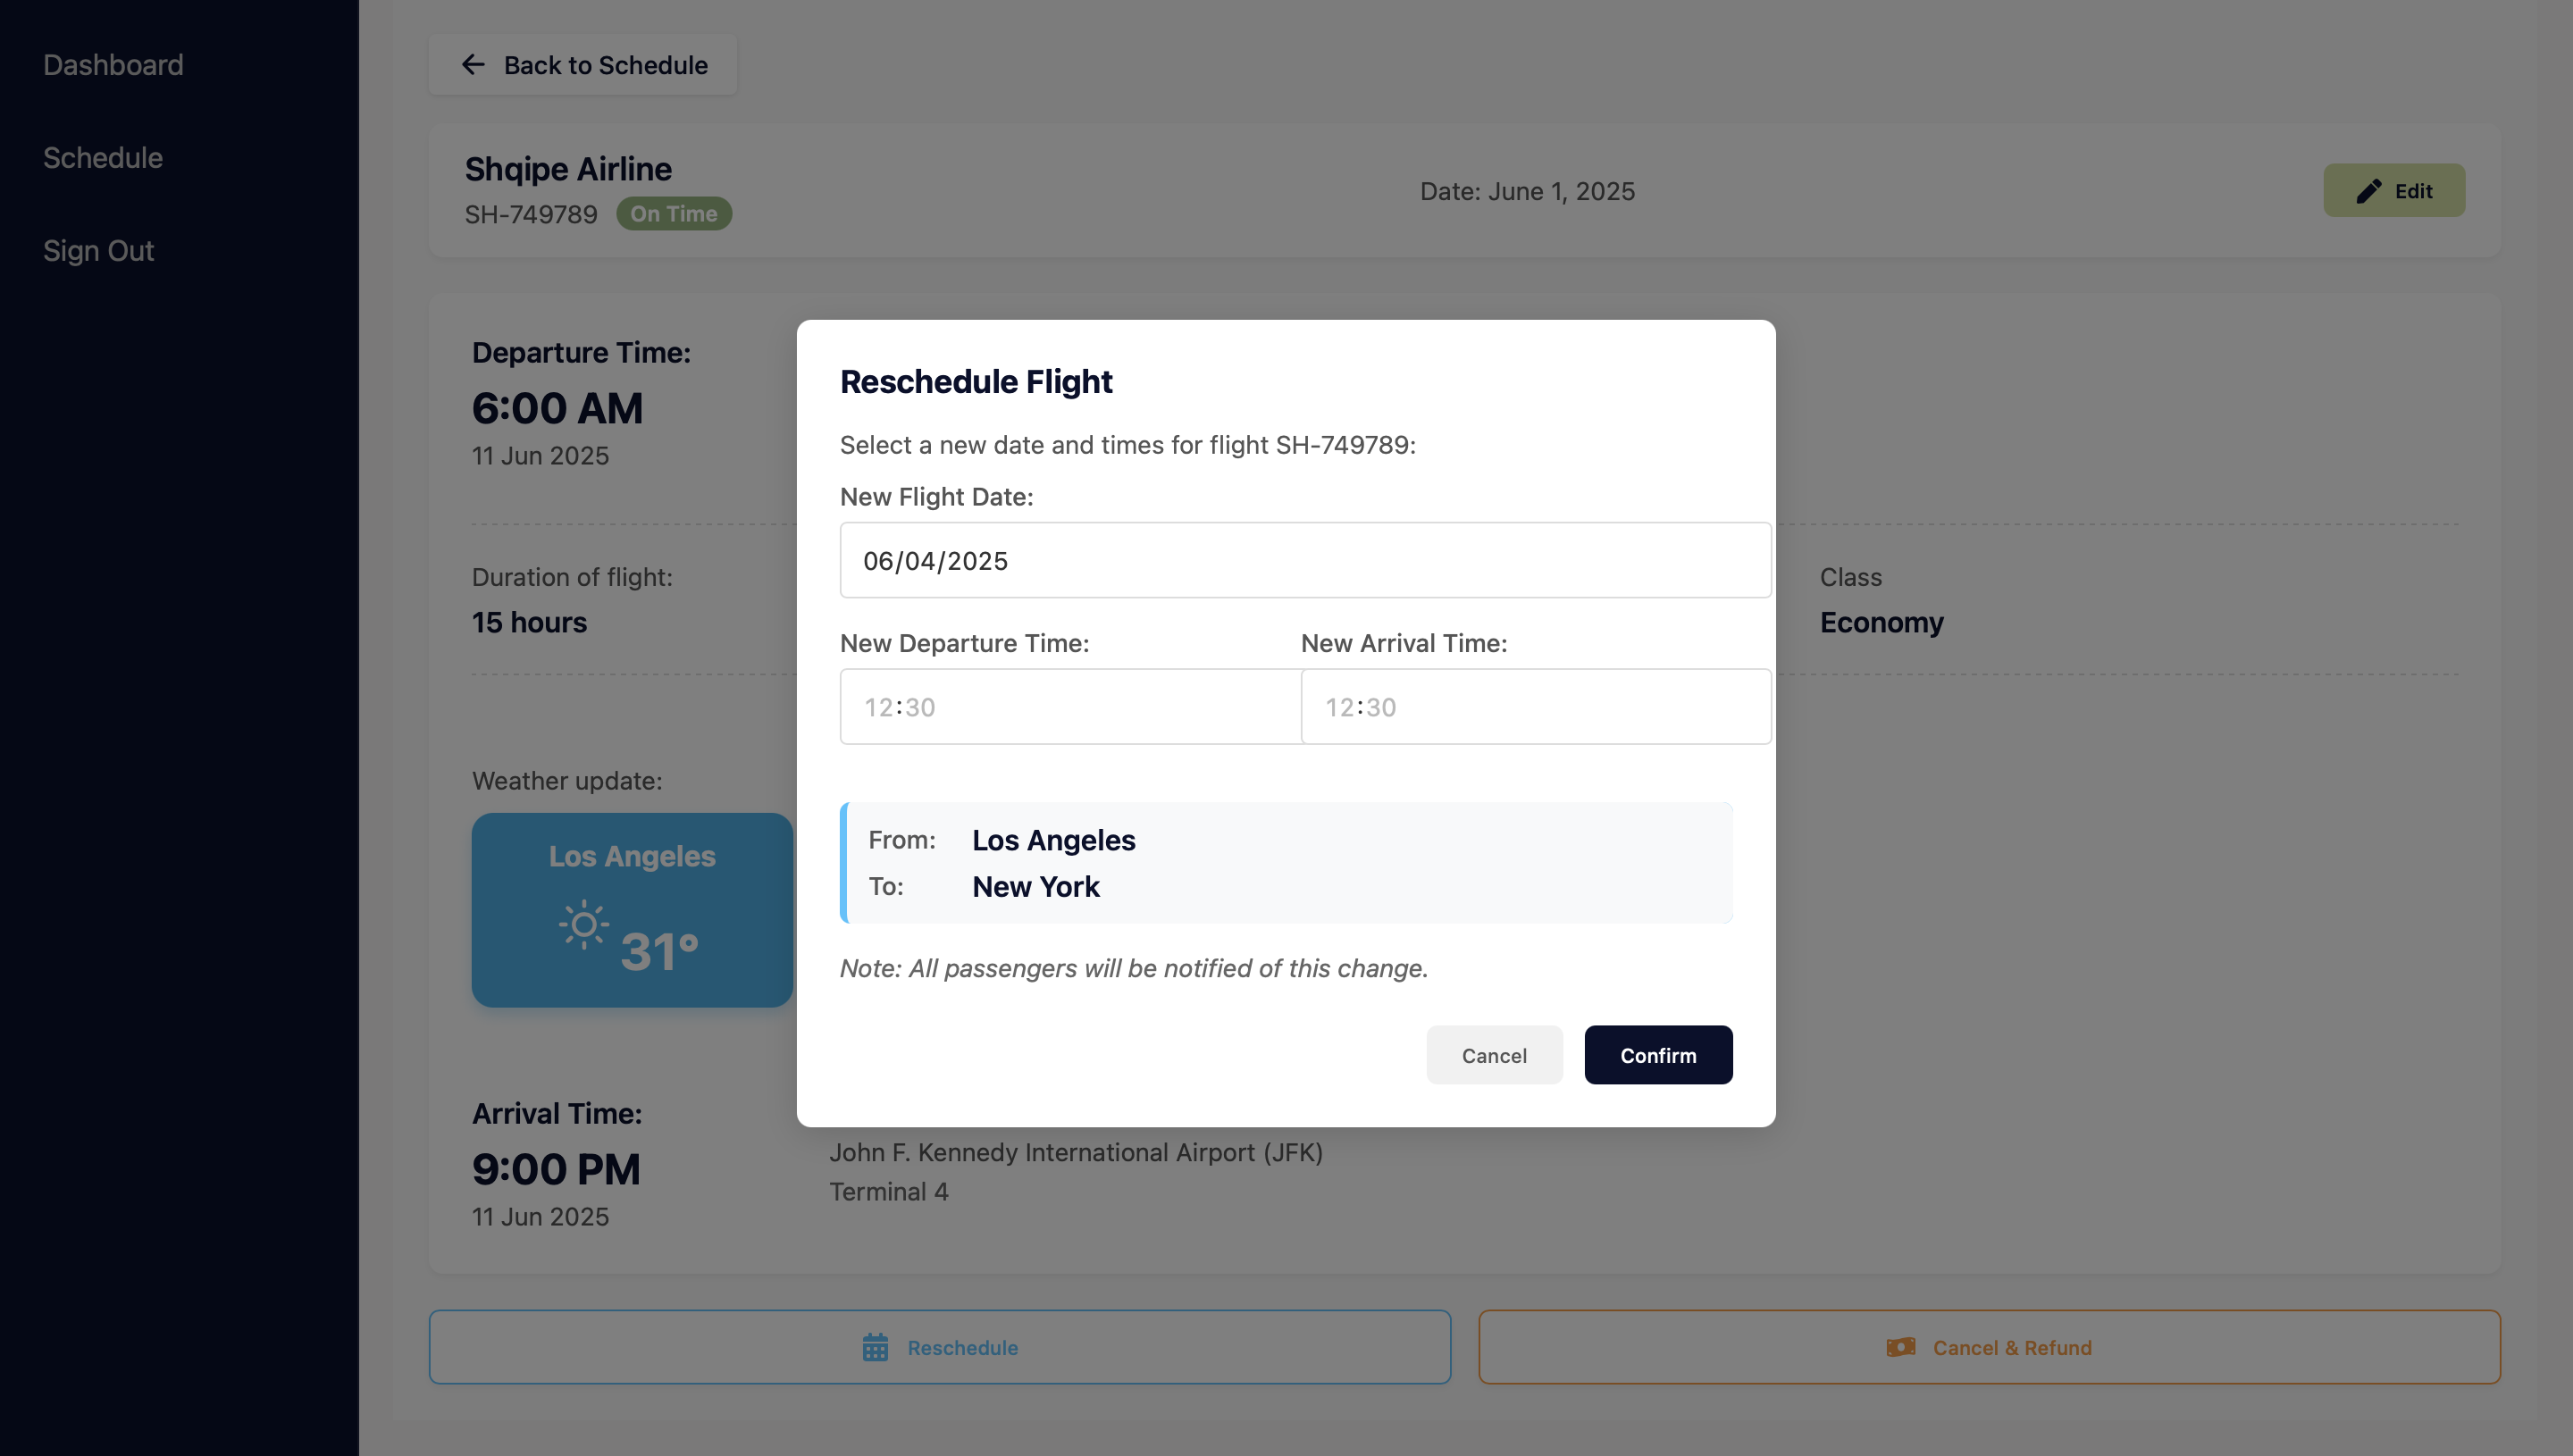 Dashboard
Schedule
Sign Out
Back to Schedule
Shqipe Airline
SH-749789 On Time
Date: June 1, 2025
Edit
Departure Time:
6:00 AM
11 Jun 2025
Duration of flight:
15 hours
Class
Economy
Weather update:
Los Angeles
31°
Arrival Time:
9:00 PM
11 Jun 2025
John F. Kennedy International Airport (JFK)
Terminal 4
Reschedule
Cancel & Refund
Reschedule Flight
Select a new date and times for flight SH-749789:
New Flight Date:
06/04/2025
New Departure Time: New Arrival Time:
12:30 12:30
From: Los Angeles
To: New York
Note: All passengers will be notified of this change.
Cancel Confirm